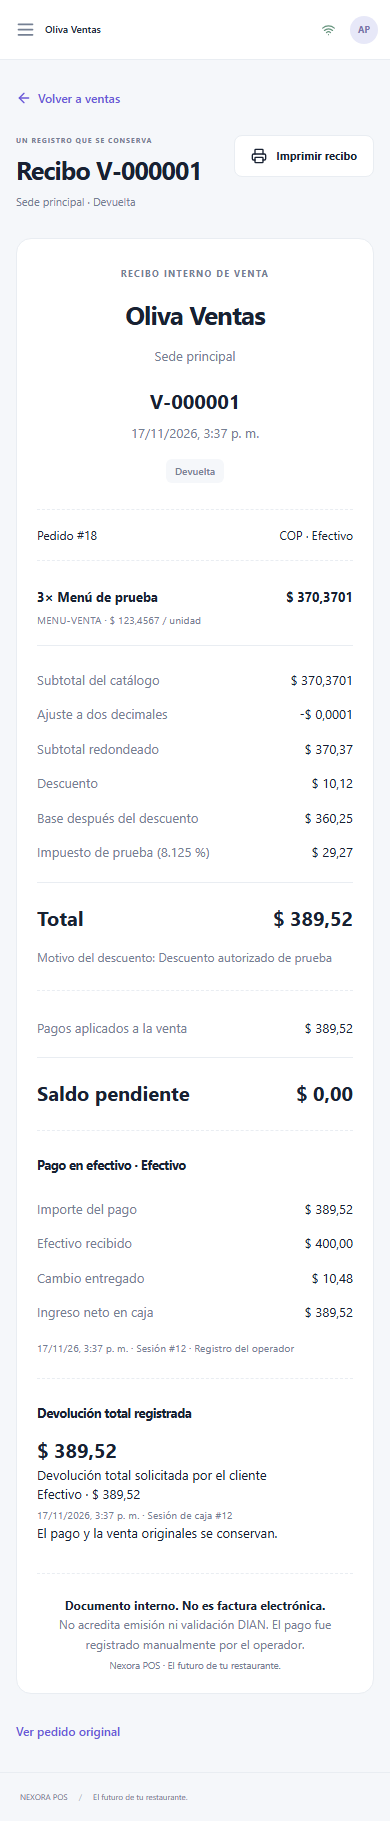 Oliva Ventas
AP
Volver a ventas
UN REGISTRO QUE SE CONSERVA
Recibo V-000001
Imprimir recibo
Sede principal · Devuelta
RECIBO INTERNO DE VENTA
Oliva Ventas
Sede principal
V-000001
17/11/2026, 3:37 p. m.
Devuelta
Pedido #18 COP · Efectivo
3× Menú de prueba $ 370,3701
MENU-VENTA · $ 123,4567 / unidad
Subtotal del catálogo $ 370,3701
Ajuste a dos decimales -$ 0,0001
Subtotal redondeado $ 370,37
Descuento $ 10,12
Base después del descuento $ 360,25
Impuesto de prueba (8.125 %) $ 29,27
Total $ 389,52
Motivo del descuento: Descuento autorizado de prueba
Pagos aplicados a la venta $ 389,52
Saldo pendiente $ 0,00
Pago en efectivo · Efectivo
Importe del pago $ 389,52
Efectivo recibido $ 400,00
Cambio entregado $ 10,48
Ingreso neto en caja $ 389,52
17/11/26, 3:37 p. m. · Sesión #12 · Registro del operador
Devolución total registrada
$ 389,52
Devolución total solicitada por el cliente
Efectivo · $ 389,52
17/11/2026, 3:37 p. m. · Sesión de caja #12
El pago y la venta originales se conservan.
Documento interno. No es factura electrónica.
No acredita emisión ni validación DIAN. El pago fue
registrado manualmente por el operador.
Nexora POS · El futuro de tu restaurante.
Ver pedido original
NEXORA POS / El futuro de tu restaurante.